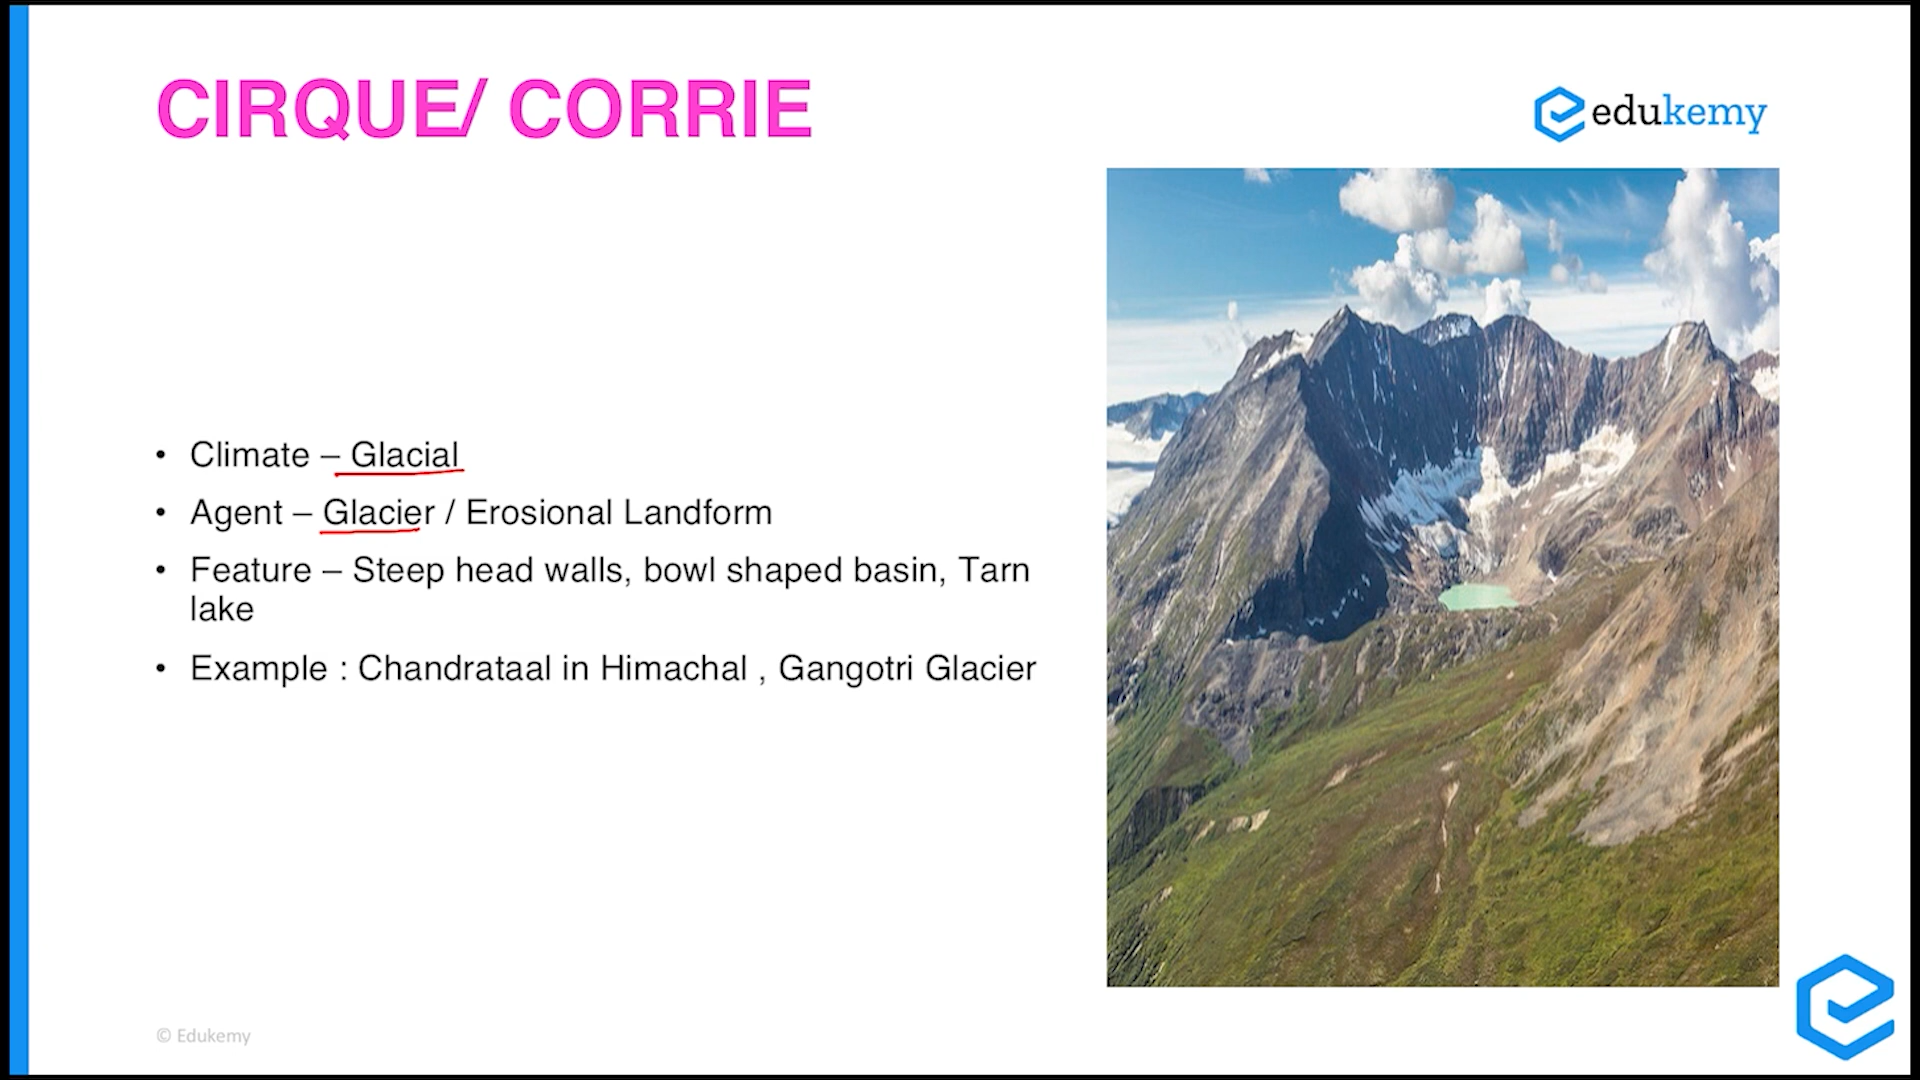 CIRQUE/ CORRIE
edukemy
• Climate – Glacial
• Agent – Glacier / Erosional Landform
• Feature – Steep head walls, bowl shaped basin, Tarn
lake
• Example : Chandrataal in Himachal , Gangotri Glacier
© Edukemy